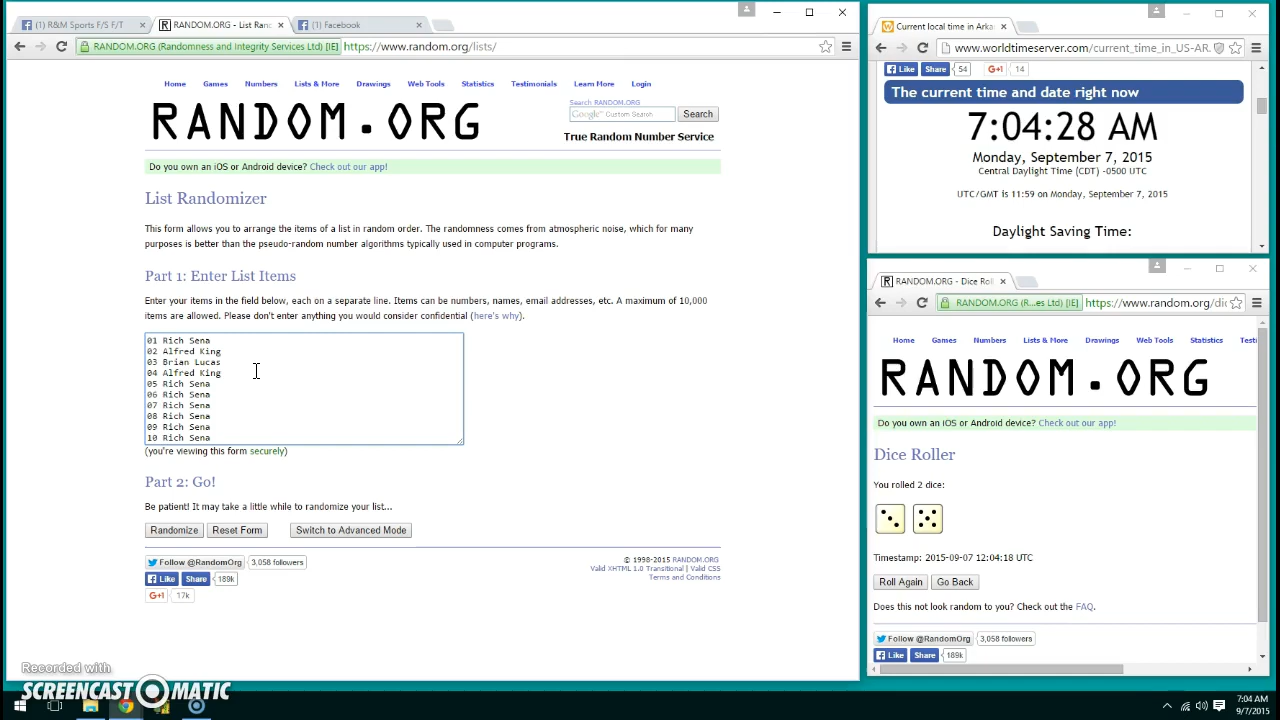 (1) R&M Sports F/S F/T
RANDOM.ORG - List Rand
(1) Facebook
RANDOM.ORG (Randomness and Integrity Services Ltd) [IE]
https://www.random.org/lists/
Home Games Numbers Lists & More Drawings Web Tools Statistics Testimonials Learn More Login
RANDOM.ORG
Search RANDOM.ORG
Google™ Custom Search
Search
True Random Number Service
Do you own an iOS or Android device? Check out our app!
List Randomizer
This form allows you to arrange the items of a list in random order. The randomness comes from atmospheric noise, which for many
purposes is better than the pseudo-random number algorithms typically used in computer programs.
Part 1: Enter List Items
Enter your items in the field below, each on a separate line. Items can be numbers, names, email addresses, etc. A maximum of 10,000
items are allowed. Please don't enter anything you would consider confidential (here's why).
01 Rich Sena
02 Alfred King
03 Brian Lucas
04 Alfred King
05 Rich Sena
06 Rich Sena
07 Rich Sena
08 Rich Sena
09 Rich Sena
10 Rich Sena
(you're viewing this form securely)
Part 2: Go!
Be patient! It may take a little while to randomize your list...
Randomize Reset Form Switch to Advanced Mode
Follow @RandomOrg 3,058 followers
Like Share 189k
G+1 17k
© 1998-2015 RANDOM.ORG
Valid XHTML 1.0 Transitional | Valid CSS
Terms and Conditions
Current local time in Arka
www.worldtimeserver.com/current_time_in_US-AR.
Like Share 54 G+1 14
The current time and date right now
7:04:28 AM
Monday, September 7, 2015
Central Daylight Time (CDT) -0500 UTC
UTC/GMT is 11:59 on Monday, September 7, 2015
Daylight Saving Time:
RANDOM.ORG - Dice Roll
RANDOM.ORG (R...es Ltd) [IE]
https://www.random.org/dic
Home Games Numbers Lists & More Drawings Web Tools Statistics Testi
RANDOM.ORG
Do you own an iOS or Android device? Check out our app!
Dice Roller
You rolled 2 dice:
Timestamp: 2015-09-07 12:04:18 UTC
Roll Again Go Back
Does this not look random to you? Check out the FAQ.
Follow @RandomOrg 3,058 followers
Like Share 189k
Recorded with
SCREENCAST-O-MATIC
7:04 AM
9/7/2015